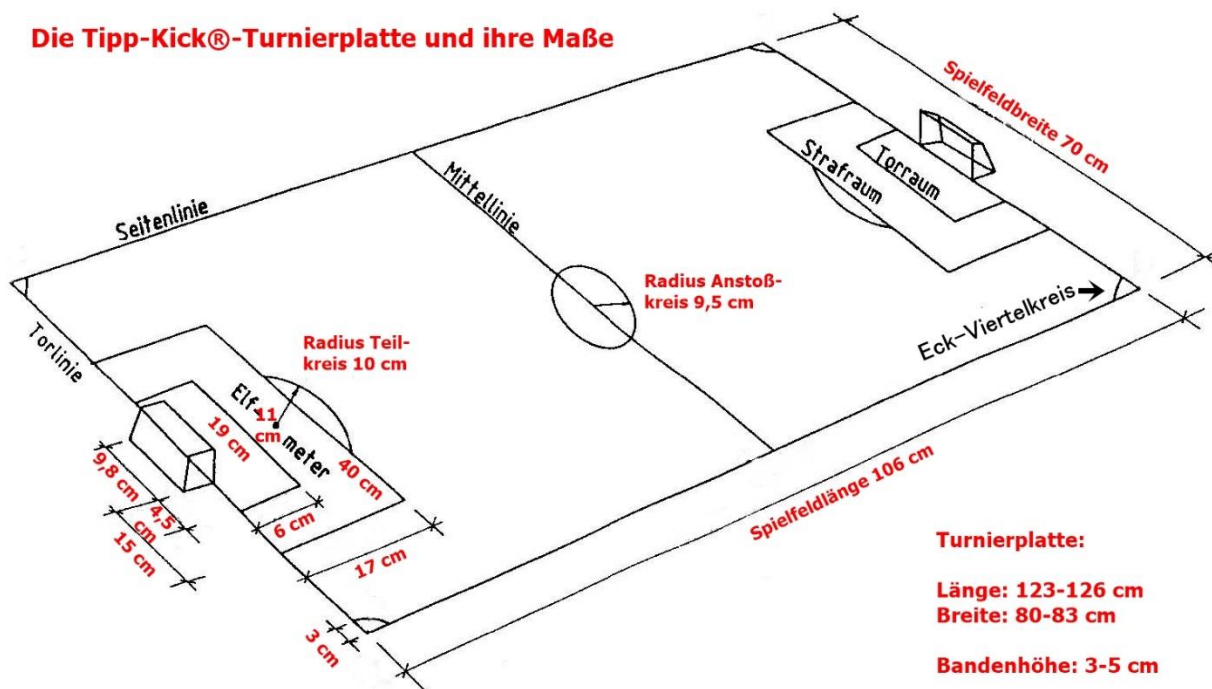 Die Tipp-Kick®-Turnierplatte und ihre Maße
Spielfeldbreite 70 cm
Torraum
Strafraum
Mittellinie
Seitenlinie
Radius Anstoß-
kreis 9,5 cm
Eck-Viertelkreis
Torlinie
Radius Teil-
kreis 10 cm
Elf-
meter
11
cm
19 cm
40 cm
9,8 cm
4,5
cm
15 cm
6 cm
17 cm
3 cm
Spielfeldlänge 106 cm
Turnierplatte:
Länge: 123-126 cm
Breite: 80-83 cm
Bandenhöhe: 3-5 cm